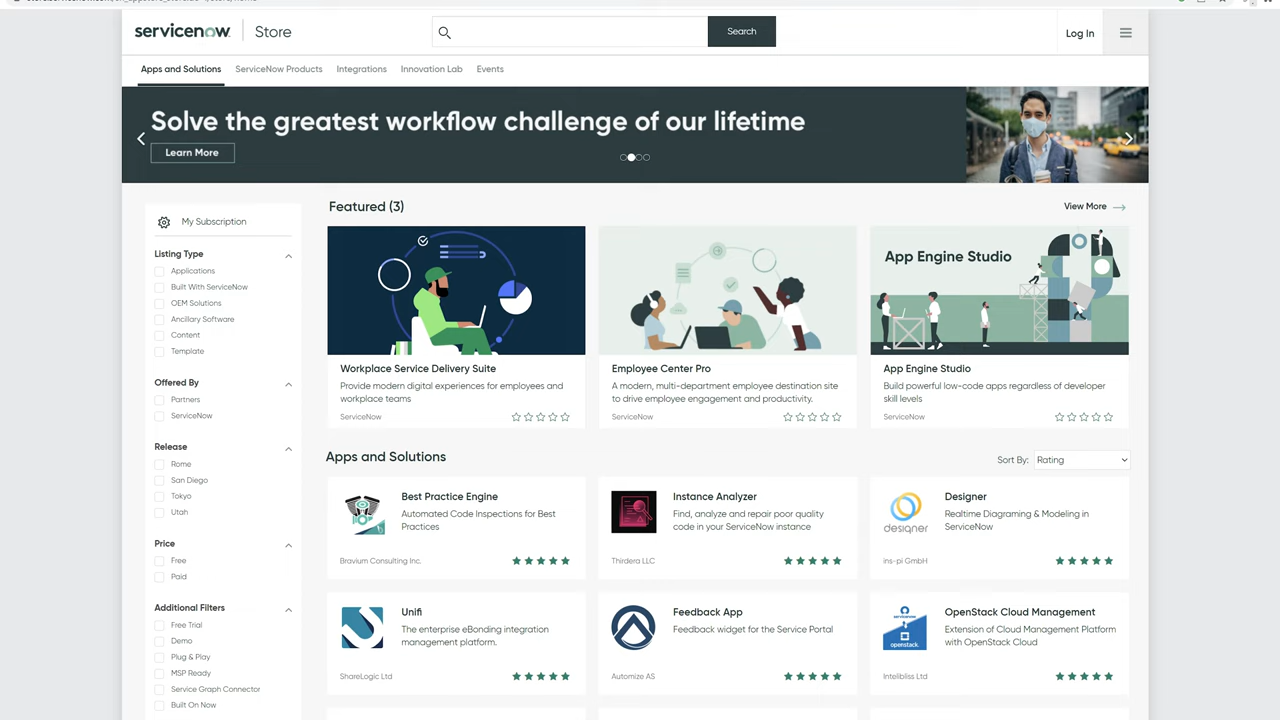 servicenow Store
Search
Log In
Apps and Solutions ServiceNow Products Integrations Innovation Lab Events
Solve the greatest workflow challenge of our lifetime
Learn More
My Subscription
Listing Type
Applications
Built With ServiceNow
OEM Solutions
Ancillary Software
Content
Template
Offered By
Partners
ServiceNow
Release
Rome
San Diego
Tokyo
Utah
Price
Free
Paid
Additional Filters
Free Trial
Demo
Plug & Play
MSP Ready
Service Graph Connector
Built On Now
Featured (3)
View More
Workplace Service Delivery Suite
Provide modern digital experiences for employees and
workplace teams
ServiceNow
Employee Center Pro
A modern, multi-department employee destination site
to drive employee engagement and productivity.
ServiceNow
App Engine Studio
App Engine Studio
Build powerful low-code apps regardless of developer
skill levels
ServiceNow
Apps and Solutions
Sort By: Rating
Best Practice Engine
Automated Code Inspections for Best
Practices
Bravium Consulting Inc.
Instance Analyzer
Find, analyze and repair poor quality
code in your ServiceNow instance
Thirdera LLC
designer
Designer
Realtime Diagraming & Modeling in
ServiceNow
ins-pi GmbH
Unifi
The enterprise eBonding integration
management platform.
ShareLogic Ltd
Feedback App
Feedback widget for the Service Portal
Automize AS
servicenow
openstack.
OpenStack Cloud Management
Extension of Cloud Management Platform
with OpenStack Cloud
Intelibliss Ltd